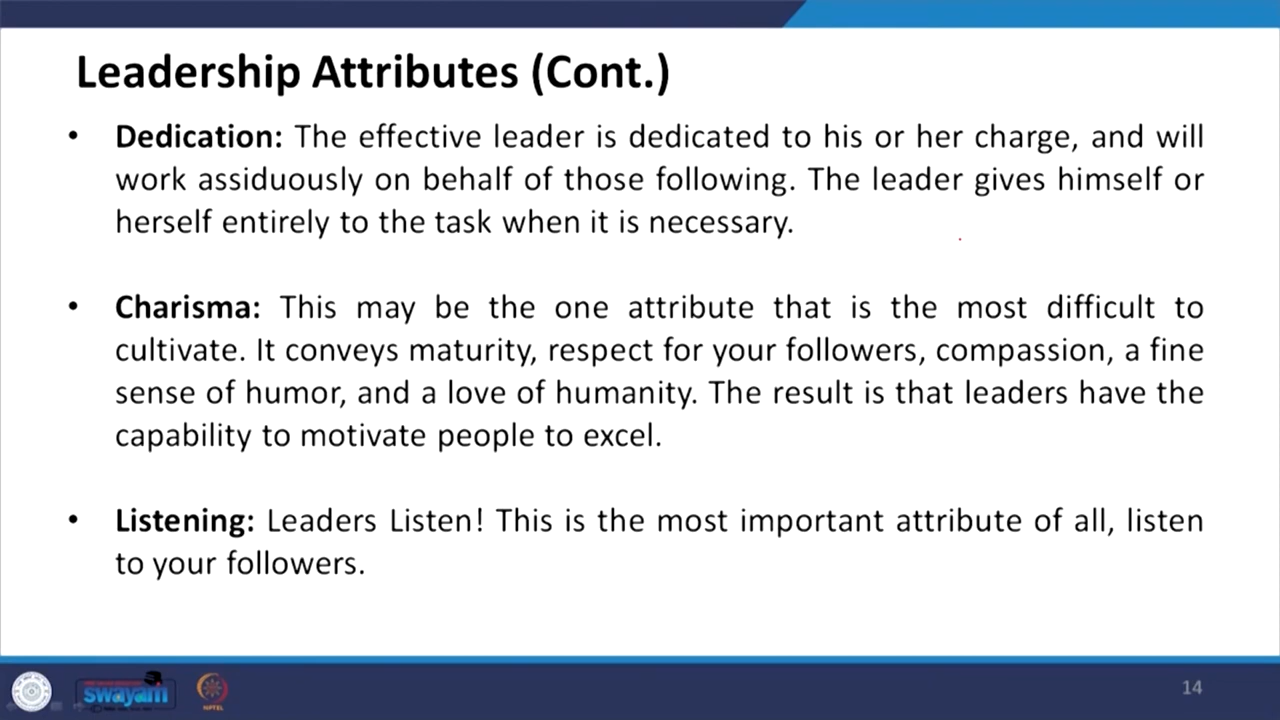 Leadership Attributes (Cont.)
• Dedication: The effective leader is dedicated to his or her charge, and will
work assiduously on behalf of those following. The leader gives himself or
herself entirely to the task when it is necessary.
• Charisma: This may be the one attribute that is the most difficult to
cultivate. It conveys maturity, respect for your followers, compassion, a fine
sense of humor, and a love of humanity. The result is that leaders have the
capability to motivate people to excel.
• Listening: Leaders Listen! This is the most important attribute of all, listen
to your followers.
swayam
NPTEL
14